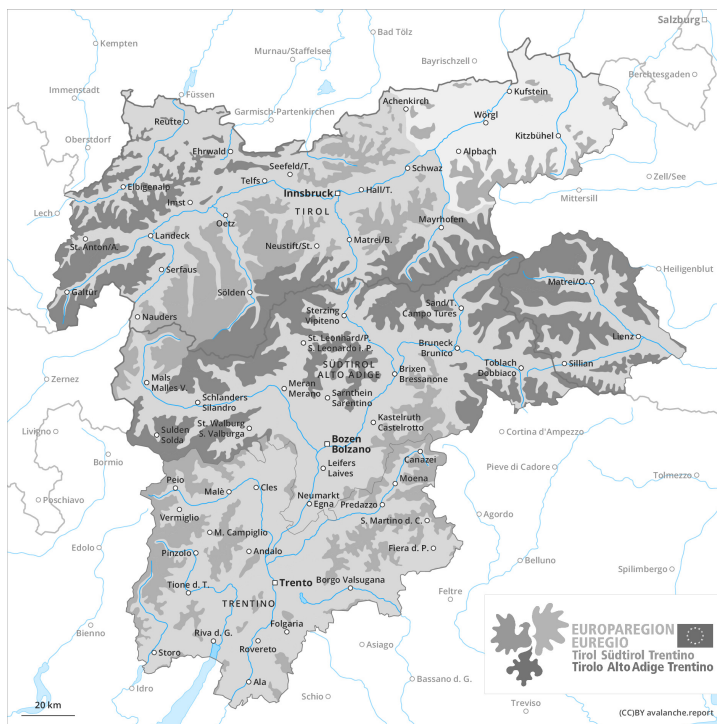 Salzburg
Kempten
Bad Tölz
Murnau/Staffelsee
Bayrischzell
Berchtesgaden
Immenstadt
Füssen
Kufstein
Achenkirch
Garmisch-Partenkirchen
Reutte
Wörgl
Oberstdorf
Kitzbühel
Ehrwald
Alpbach
Seefeld/T.
Schwaz
Zell/See
Telfs
Elbigenalp
Innsbruck
Hall/T.
Mittersill
Imst
TIROL
Lech
Oetz
Mayrhofen
Landeck
Neustift/St.
Matrei/B.
St. Anton/A.
Serfaus
Heiligenblut
Matrei/O.
Galtür
Sölden
Sand/T.
Campo Tures
Nauders
Sterzing
Vipiteno
St. Leonhard/P.
S. Leonardo i. P.
Bruneck
Brunico
Lienz
SÜDTIROL
ALTO ADIGE
Toblach
Dobbiaco
Sillian
Zernez
Mals
Malles V.
Meran
Merano
Brixen
Bressanone
Sarnthein
Sarentino
Schlanders
Silandro
Kastelruth
Castelrotto
Livigno
Sulden
Solda
St. Walburg
S. Valburga
Cortina d'Ampezzo
Bozen
Bolzano
Bormio
Canazei
Leifers
Laives
Pieve di Cadore
Tolmezzo
Peio
Moena
Malè
Cles
Neumarkt
Egna
Poschiavo
Predazzo
Vermiglio
Agordo
S. Martino d. C.
M. Campiglio
Edolo
Pinzolo
Andalo
Fiera d. P.
Belluno
Spilimbergo
Trento
Borgo Valsugana
Tione d. T.
Feltre
TRENTINO
Folgaria
Bienno
Riva d. G.
Rovereto
Asiago
Storo
Bassano d. G.
Ala
Idro
Schio
Treviso
EUROPAREGION
EUREGIO
Tirol Südtirol Trentino
Tirolo Alto Adige Trentino
20 km
(CC)BY avalanche.report